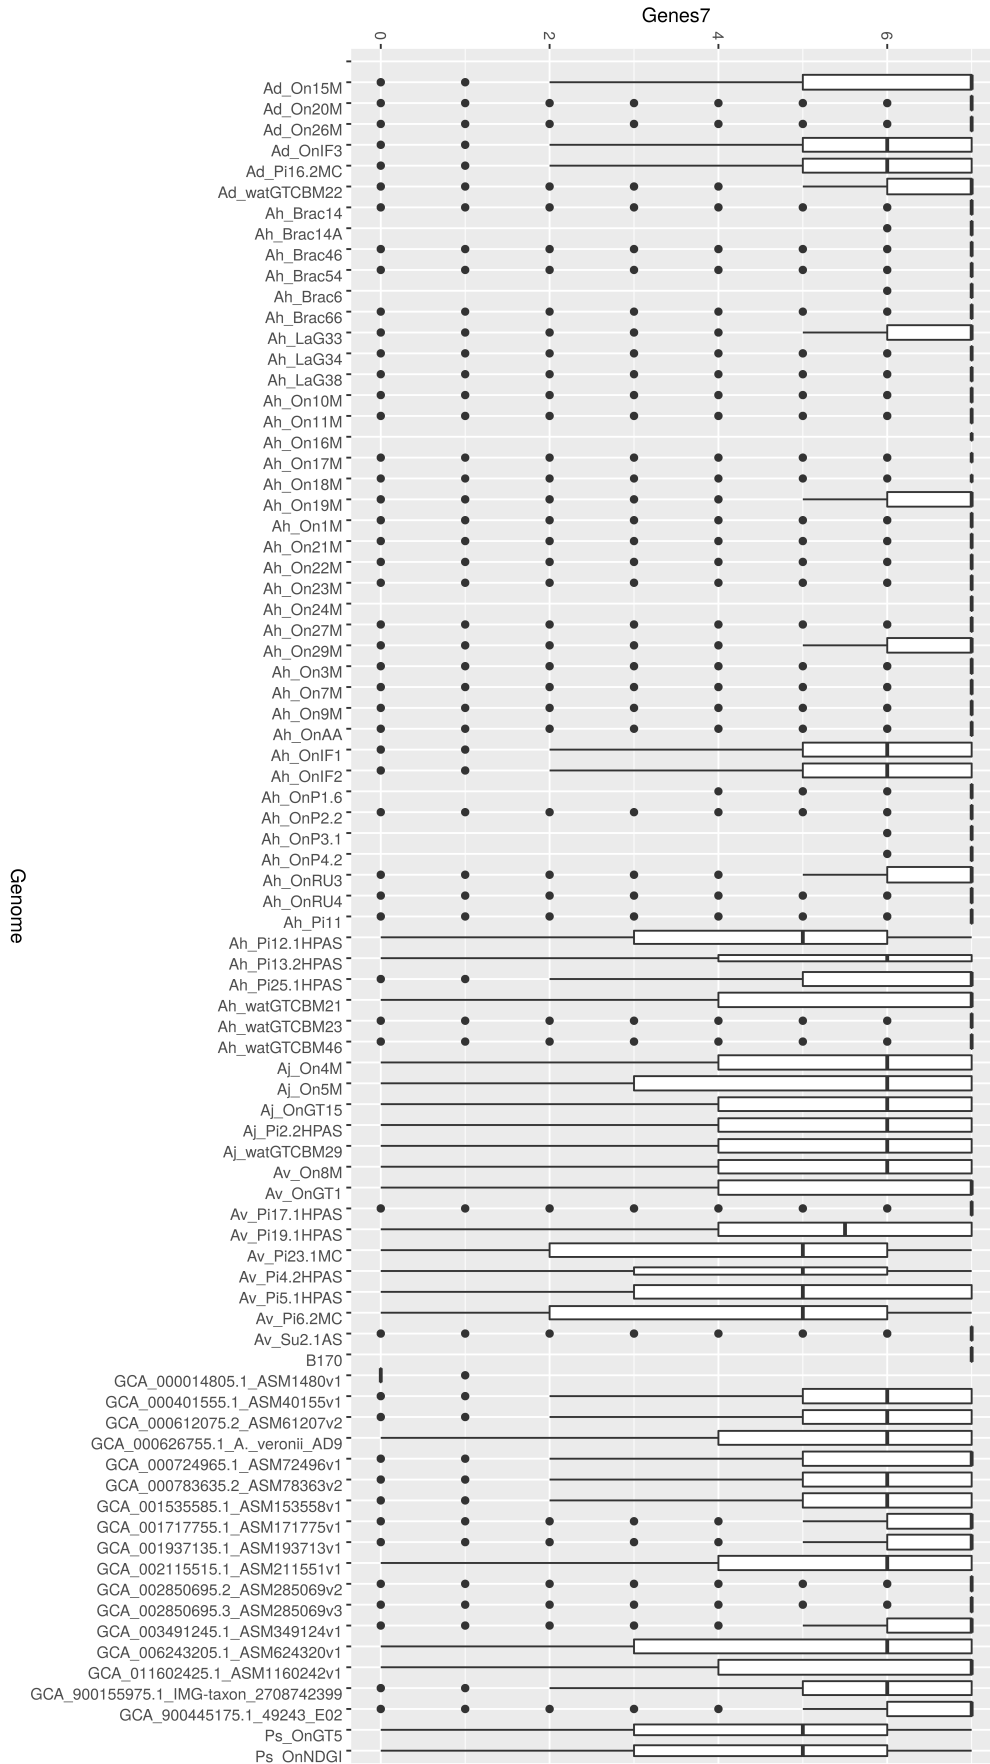 Genes7
0
2
4
6
Ad_On15M
Ad_On20M
Ad_On26M
Ad_OnIF3
Ad_Pi16.2MC
Ad_watGTCBM22
Ah_Brac14
Ah_Brac14A
Ah_Brac46
Ah_Brac54
Ah_Brac6
Ah_Brac66
Ah_LaG33
Ah_LaG34
Ah_LaG38
Ah_On10M
Ah_On11M
Ah_On16M
Ah_On17M
Ah_On18M
Ah_On19M
Ah_On1M
Ah_On21M
Ah_On22M
Ah_On23M
Ah_On24M
Ah_On27M
Ah_On29M
Ah_On3M
Ah_On7M
Ah_On9M
Ah_OnAA
Ah_OnIF1
Ah_OnIF2
Ah_OnP1.6
Ah_OnP2.2
Ah_OnP3.1
Ah_OnP4.2
Ah_OnRU3
Ah_OnRU4
Ah_Pi11
Ah_Pi12.1HPAS
Ah_Pi13.2HPAS
Ah_Pi25.1HPAS
Ah_watGTCBM21
Ah_watGTCBM23
Ah_watGTCBM46
Aj_On4M
Aj_On5M
Aj_OnGT15
Aj_Pi2.2HPAS
Aj_watGTCBM29
Av_On8M
Av_OnGT1
Av_Pi17.1HPAS
Av_Pi19.1HPAS
Av_Pi23.1MC
Av_Pi4.2HPAS
Av_Pi5.1HPAS
Av_Pi6.2MC
Av_Su2.1AS
B170
GCA_000014805.1_ASM1480v1
GCA_000401555.1_ASM40155v1
GCA_000612075.2_ASM61207v2
GCA_000626755.1_A._veronii_AD9
GCA_000724965.1_ASM72496v1
GCA_000783635.2_ASM78363v2
GCA_001535585.1_ASM153558v1
GCA_001717755.1_ASM171775v1
GCA_001937135.1_ASM193713v1
GCA_002115515.1_ASM211551v1
GCA_002850695.2_ASM285069v2
GCA_002850695.3_ASM285069v3
GCA_003491245.1_ASM349124v1
GCA_006243205.1_ASM624320v1
GCA_011602425.1_ASM1160242v1
GCA_900155975.1_IMG-taxon_2708742399
GCA_900445175.1_49243_E02
Ps_OnGT5
Ps_OnNDGI
Genome